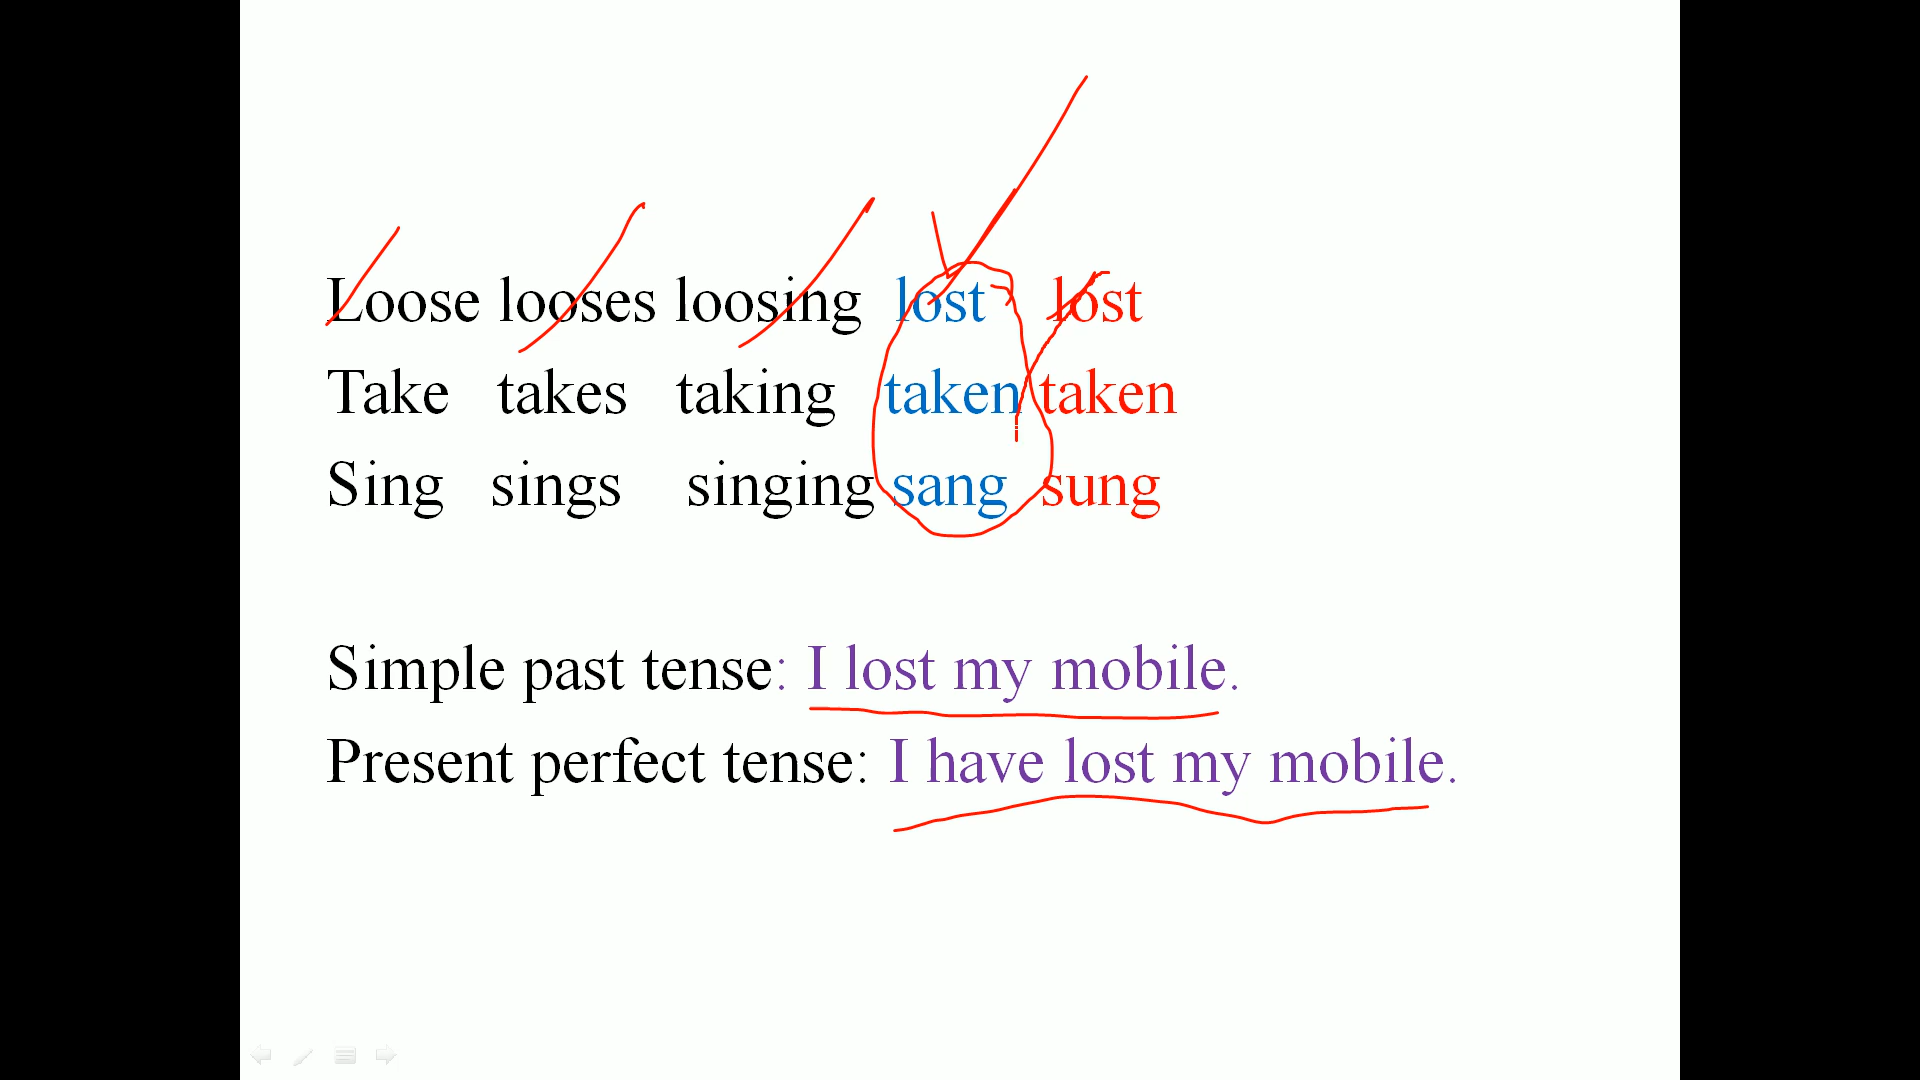 Loose looses loosing lost lost
Take takes taking taken taken
Sing sings singing sang sung
Simple past tense: I lost my mobile.
Present perfect tense: I have lost my mobile.